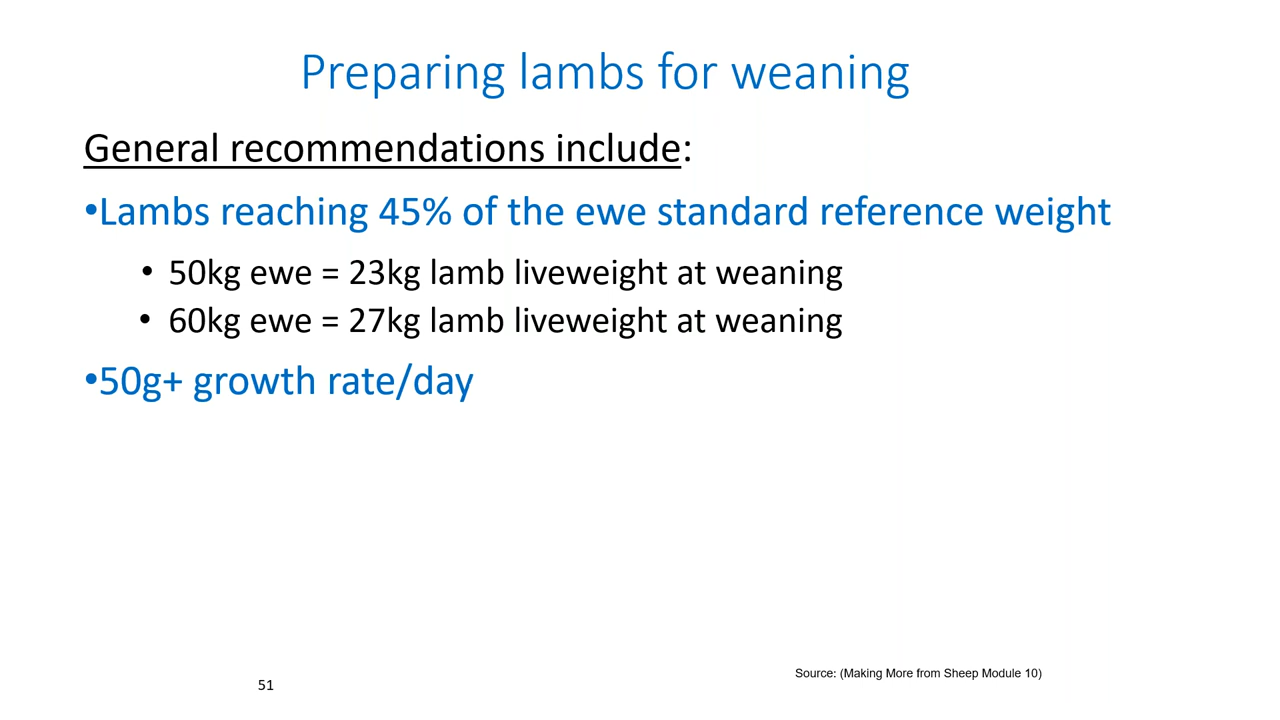 Preparing lambs for weaning
General recommendations include:
•Lambs reaching 45% of the ewe standard reference weight
• 50kg ewe = 23kg lamb liveweight at weaning
• 60kg ewe = 27kg lamb liveweight at weaning
•50g+ growth rate/day
Source: (Making More from Sheep Module 10)
51